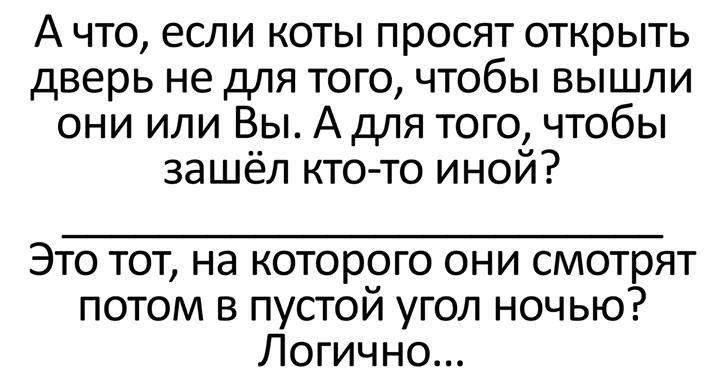 А что, если коты просят открыть
дверь не для того, чтобы вышли
они или Вы. А для того, чтобы
зашёл кто-то иной?
Это тот, на которого они смотрят
потом в пустой угол ночью?
Логично...